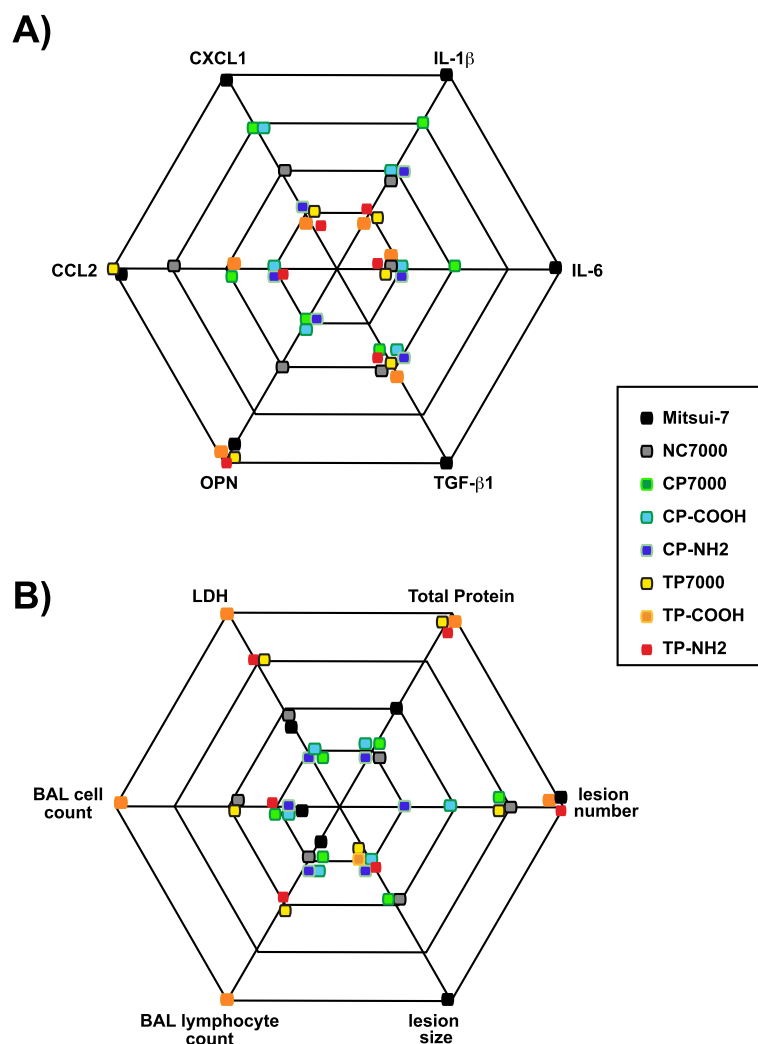 A)
CXCL1
IL-1β
CCL2
IL-6
OPN
TGF-β1
Mitsui-7
NC7000
CP7000
CP-COOH
CP-NH2
TP7000
TP-COOH
TP-NH2
B)
LDH
Total Protein
BAL cell
count
lesion
number
BAL lymphocyte
count
lesion
size